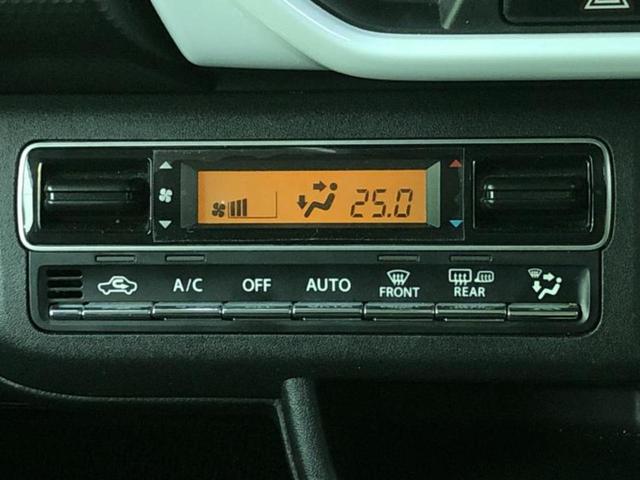 25.0
A/C OFF AUTO FRONT REAR